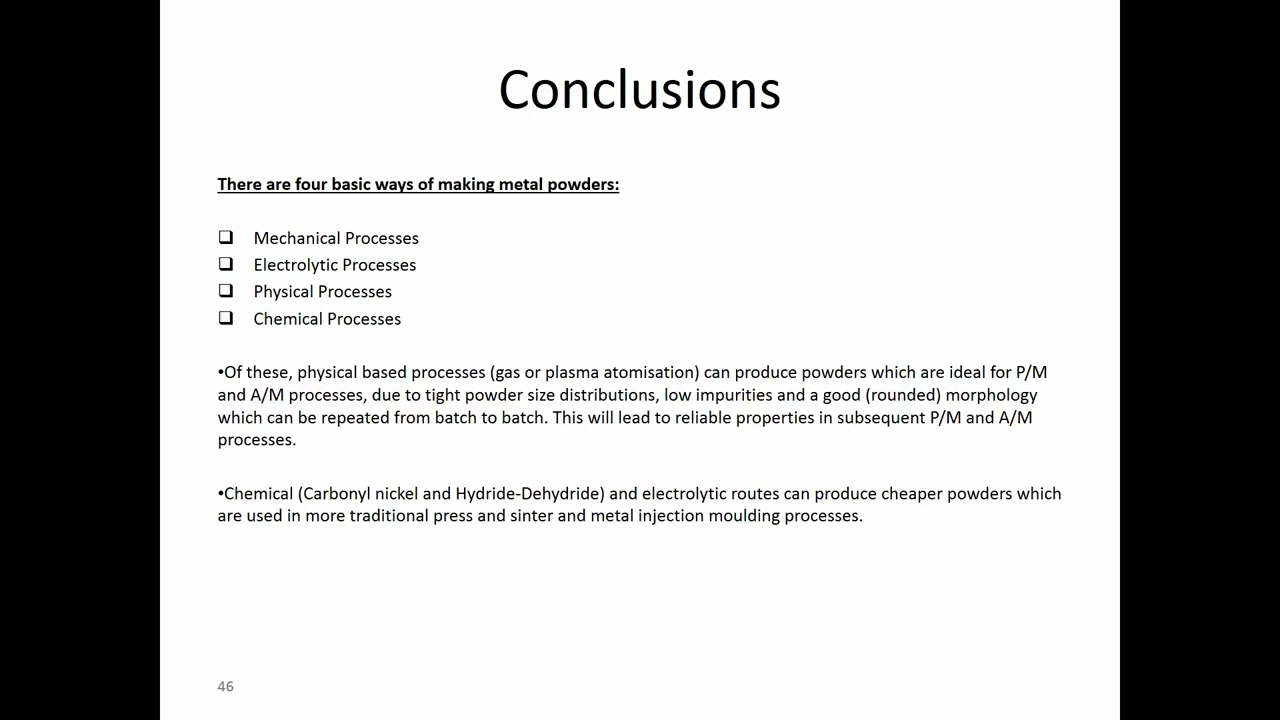 Conclusions
There are four basic ways of making metal powders:
❑ Mechanical Processes
❑ Electrolytic Processes
❑ Physical Processes
❑ Chemical Processes
•Of these, physical based processes (gas or plasma atomisation) can produce powders which are ideal for P/M
and A/M processes, due to tight powder size distributions, low impurities and a good (rounded) morphology
which can be repeated from batch to batch. This will lead to reliable properties in subsequent P/M and A/M
processes.
•Chemical (Carbonyl nickel and Hydride-Dehydride) and electrolytic routes can produce cheaper powders which
are used in more traditional press and sinter and metal injection moulding processes.
46